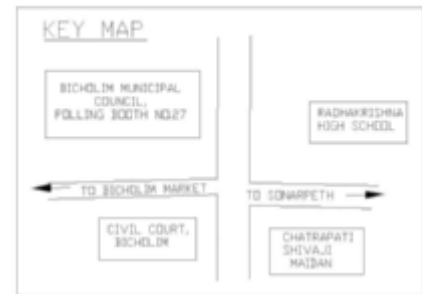 KEY MAP
BICHOLIM MUNICIPAL
COUNCIL,
POLLING BOOTH NO.27
RADHAKRISHNA
HIGH SCHOOL
TO BICHOLIM MARKET
TO SONARPETH
CIVIL COURT,
BICHOLIM
CHATRAPATI
SHIVAJI
MAIDAN